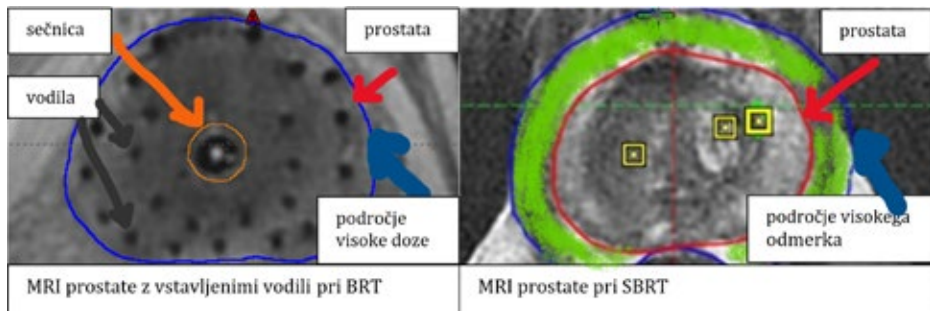 sečnica
prostata
vodila
A
področje
visoke doze
MRI prostate z vstavljenimi vodili pri BRT
prostata
področje visokega
odmerka
MRI prostate pri SBRT